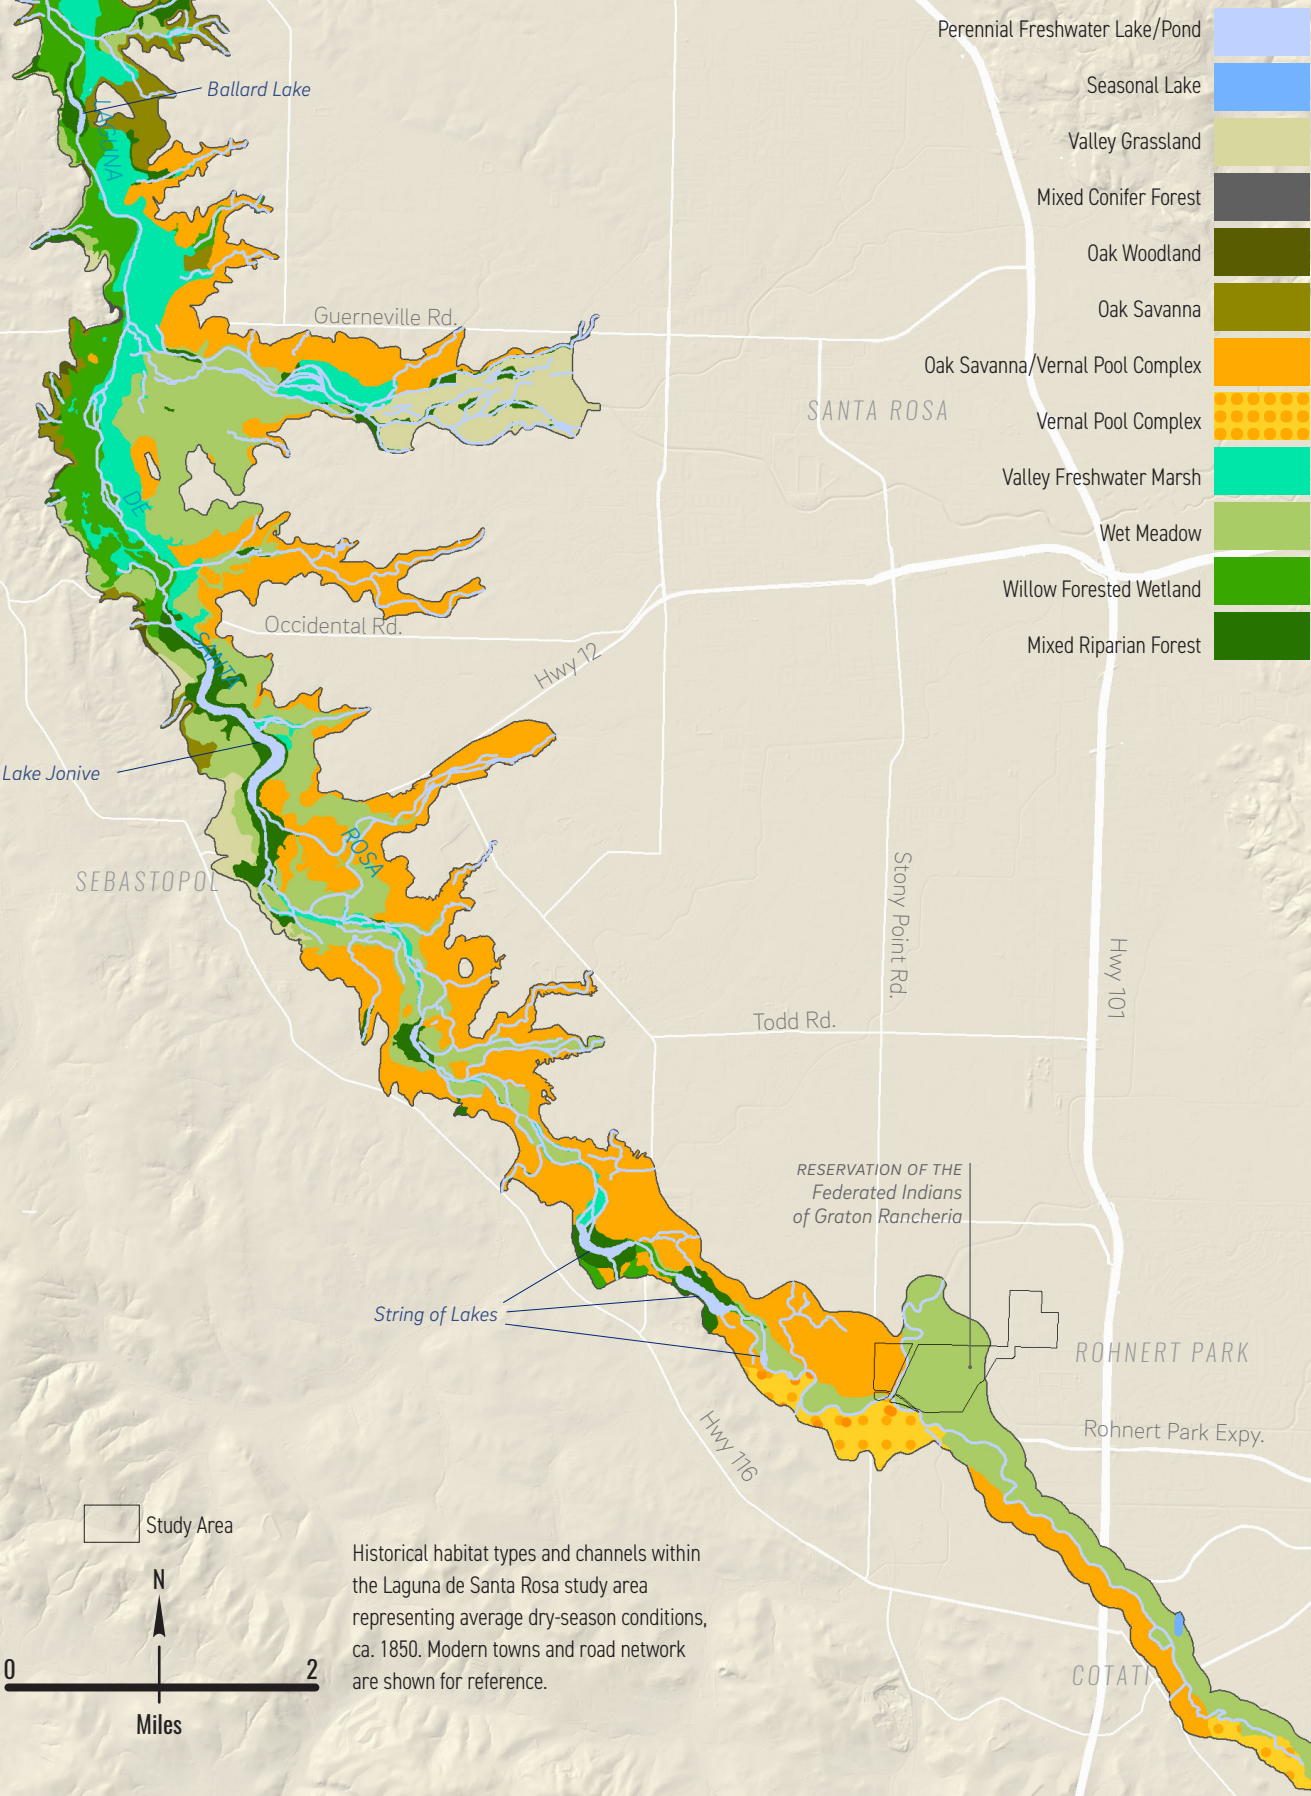 Perennial Freshwater Lake/Pond
Seasonal Lake
Valley Grassland
Mixed Conifer Forest
Oak Woodland
Oak Savanna
Oak Savanna/Vernal Pool Complex
Vernal Pool Complex
Valley Freshwater Marsh
Wet Meadow
Willow Forested Wetland
Mixed Riparian Forest
Ballard Lake
LAGUNA
Guerneville Rd.
SANTA ROSA
DE
Occidental Rd.
SANTA
Hwy 12
Lake Jonive
ROSA
SEBASTOPOL
Stony Point Rd.
Hwy 101
Todd Rd.
RESERVATION OF THE
Federated Indians
of Graton Rancheria
String of Lakes
ROHNERT PARK
Hwy 116
Rohnert Park Expy.
COTATI
Study Area
N
0 2
Miles
Historical habitat types and channels within
the Laguna de Santa Rosa study area
representing average dry-season conditions,
ca. 1850. Modern towns and road network
are shown for reference.